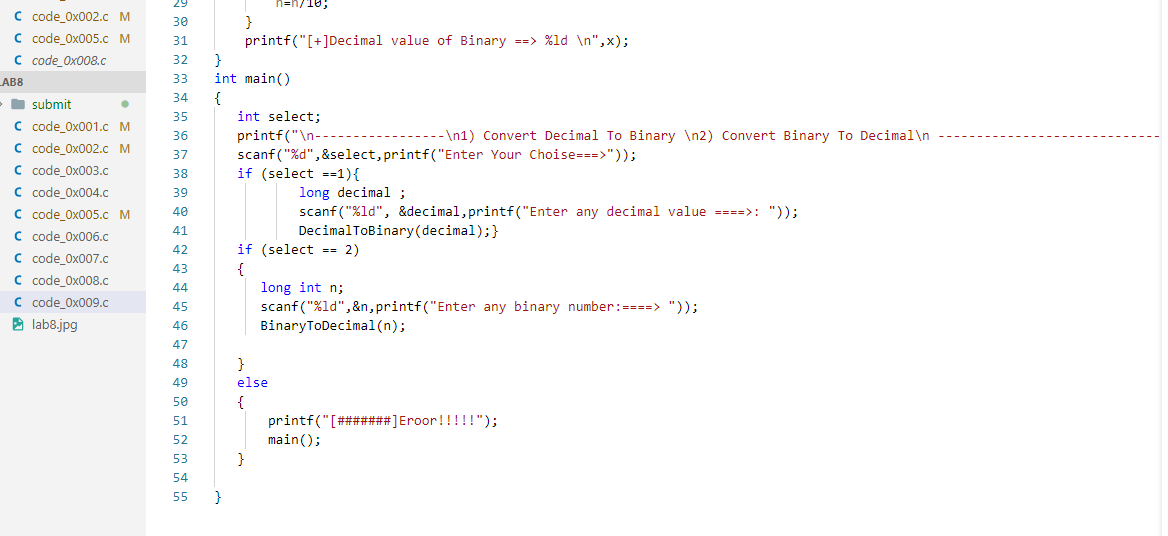 code_0x002.c M
code_0x005.c M
code_0x008.c
LAB8
submit
code_0x001.c M
code_0x002.c M
code_0x003.c
code_0x004.c
code_0x005.c M
code_0x006.c
code_0x007.c
code_0x008.c
code_0x009.c
lab8.jpg
29 n=n/10;
30 }
31 printf("[+]Decimal value of Binary ==> %ld \n",x);
32 }
33 int main()
34 {
35 int select;
36 printf("\n-----------------\n1) Convert Decimal To Binary \n2) Convert Binary To Decimal\n -----------------------------
37 scanf("%d",&select,printf("Enter Your Choise===>"));
38 if (select ==1){
39 long decimal ;
40 scanf("%ld", &decimal,printf("Enter any decimal value ====>: "));
41 DecimalToBinary(decimal);}
42 if (select == 2)
43 {
44 long int n;
45 scanf("%ld",&n,printf("Enter any binary number:====> "));
46 BinaryToDecimal(n);
47
48 }
49 else
50 {
51 printf("[#######]Eroor!!!!!");
52 main();
53 }
54
55 }